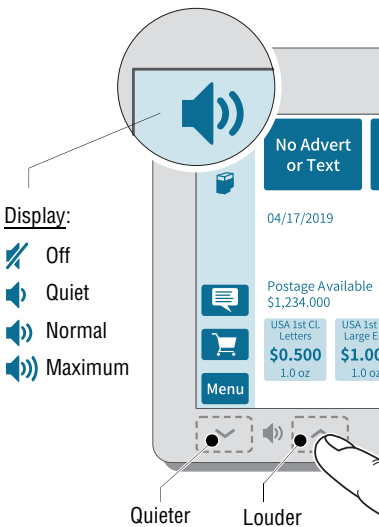 No Advert
or Text
04/17/2019
Display:
Off
Quiet
Normal
Maximum
Postage Available
$1,234.000
USA 1st Cl.
Letters
$0.500
1.0 oz
USA 1st
Large E
$1.00
1.0 oz
Menu
Quieter
Louder